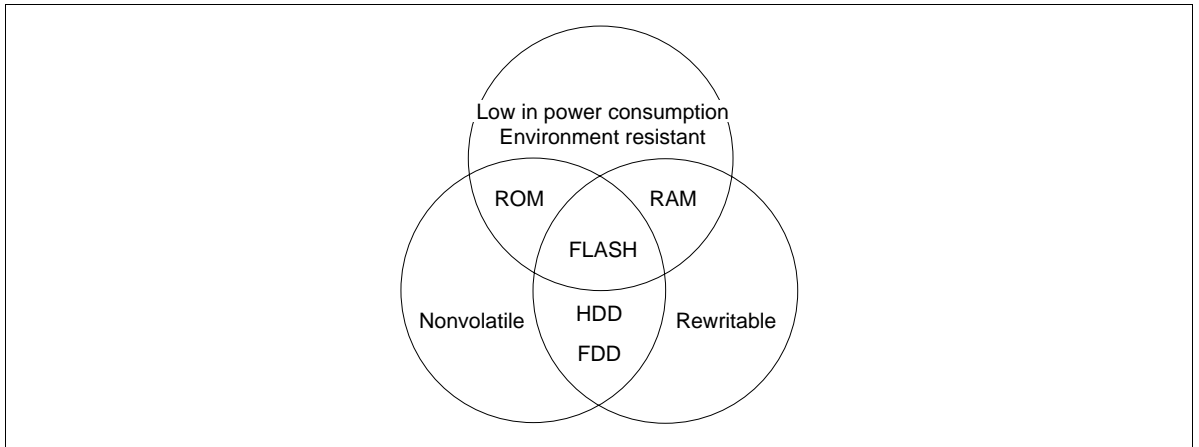 Low in power consumption
Environment resistant
ROM
RAM
FLASH
Nonvolatile
HDD
Rewritable
FDD